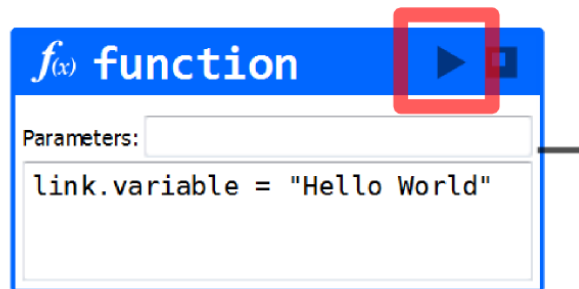 f(x) function
Parameters:
link.variable = "Hello World"